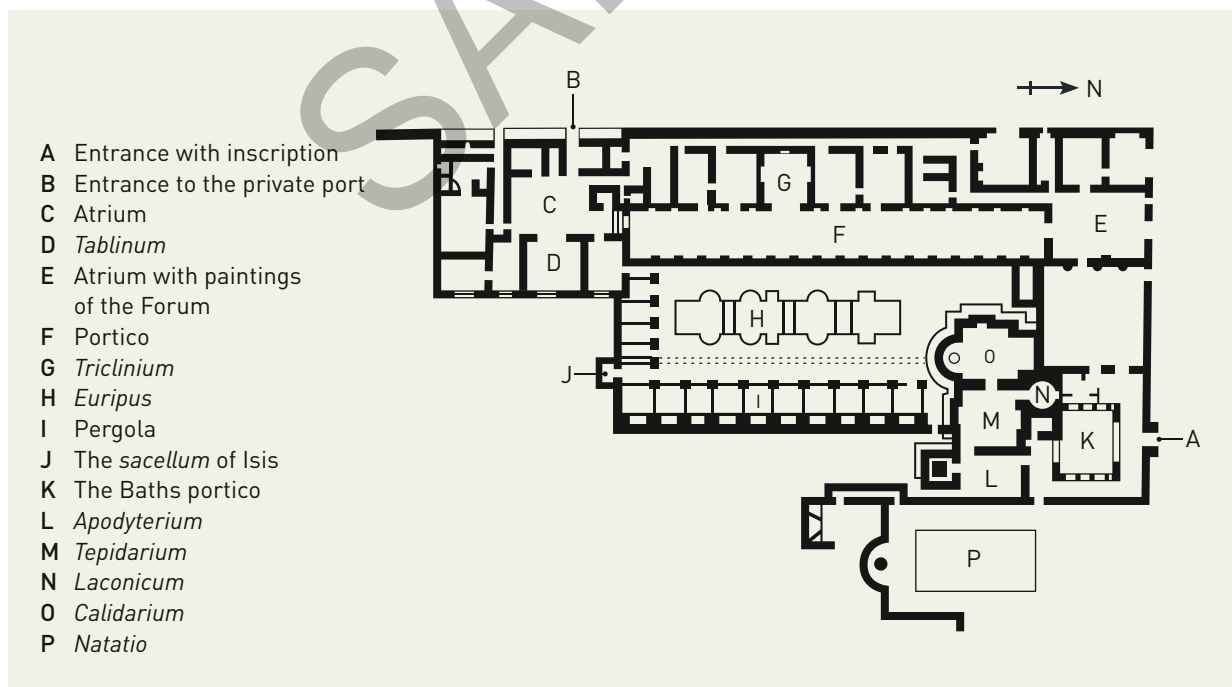 SA
B
N
A Entrance with inscription
B Entrance to the private port
C Atrium
D Tablinum
E Atrium with paintings
of the Forum
F Portico
G Triclinium
H Euripus
I Pergola
J The sacellum of Isis
K The Baths portico
L Apodyterium
M Tepidarium
N Laconicum
O Calidarium
P Natatio
G
C
E
F
D
H
O
J
I
N
M
K
A
L
P